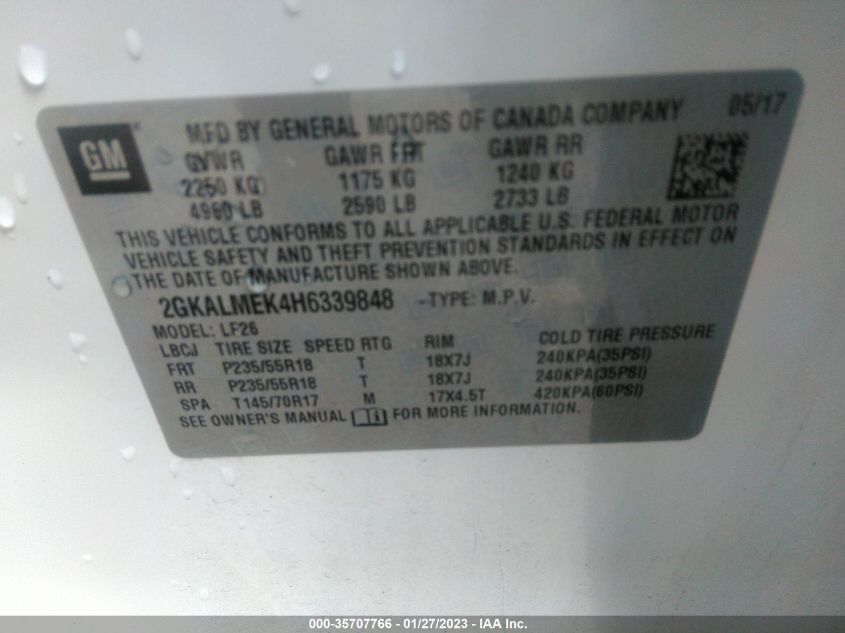 GM
MFD BY GENERAL MOTORS OF CANADA COMPANY 05/17
GVWR GAWR FRT GAWR RR
2250 KG 1175 KG 1240 KG
4960 LB 2590 LB 2733 LB
THIS VEHICLE CONFORMS TO ALL APPLICABLE U.S. FEDERAL MOTOR
VEHICLE SAFETY AND THEFT PREVENTION STANDARDS IN EFFECT ON
THE DATE OF MANUFACTURE SHOWN ABOVE.
2GKALMEK4H6339848 -TYPE: M.P.V.
MODEL: LF26
LBCJ TIRE SIZE SPEED RTG RIM COLD TIRE PRESSURE
FRT P235/55R18 T 18X7J 240KPA(35PSI)
RR P235/55R18 T 18X7J 240KPA(35PSI)
SPA T145/70R17 M 17X4.5T 420KPA(60PSI)
SEE OWNER'S MANUAL FOR MORE INFORMATION.
000-35707766 - 01/27/2023 - IAA Inc.